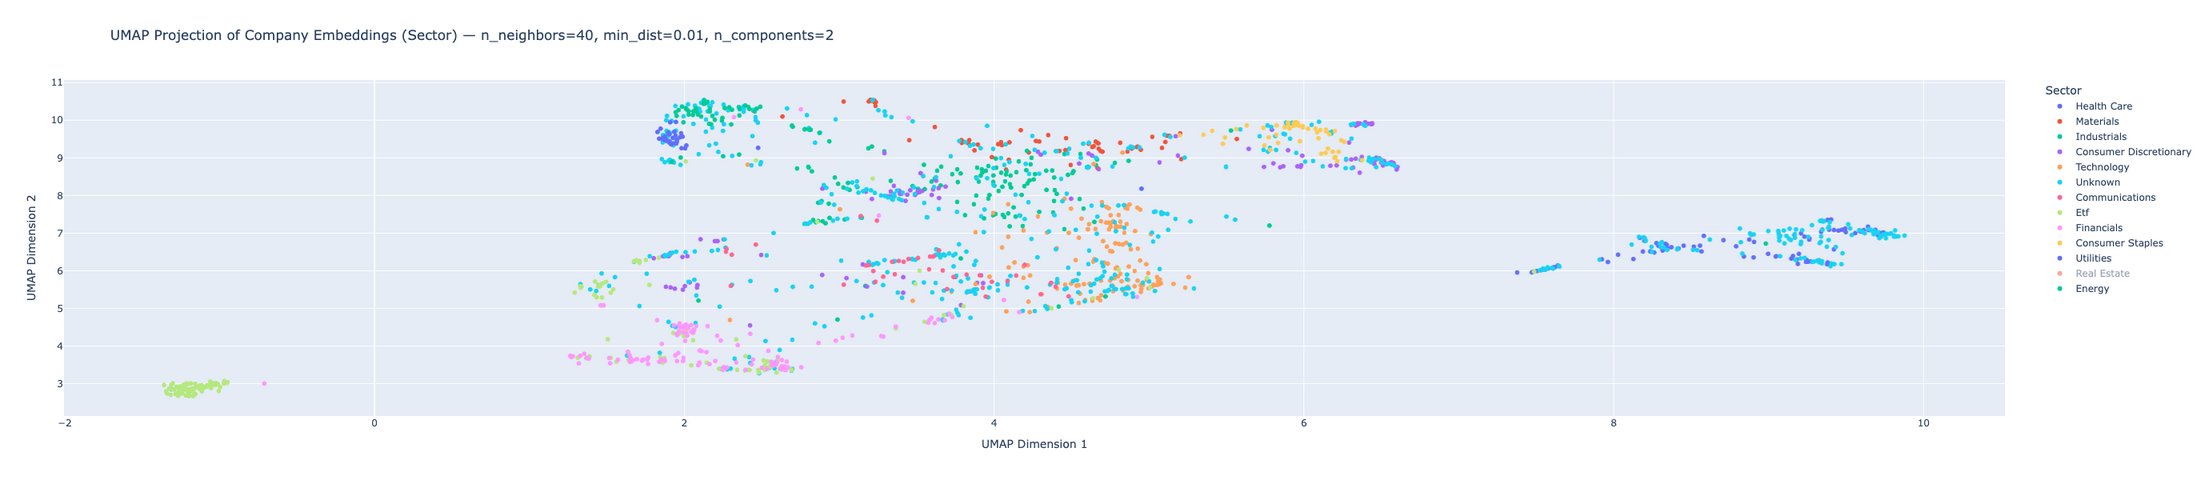 UMAP Projection of Company Embeddings (Sector) — n_neighbors=40, min_dist=0.01, n_components=2
11
10
9
8
7
6
5
4
3
UMAP Dimension 2
−2
0
2
4
6
8
10
UMAP Dimension 1
Sector
Health Care
Materials
Industrials
Consumer Discretionary
Technology
Unknown
Communications
Etf
Financials
Consumer Staples
Utilities
Real Estate
Energy